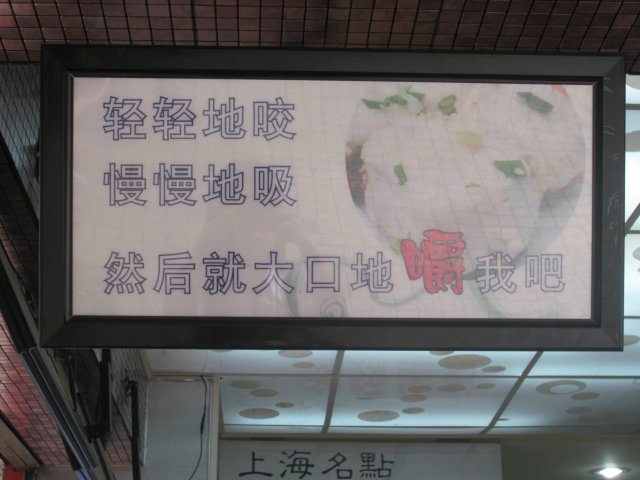 轻轻地咬
慢慢地吸
然后就大口地嚼我吧
上海名點